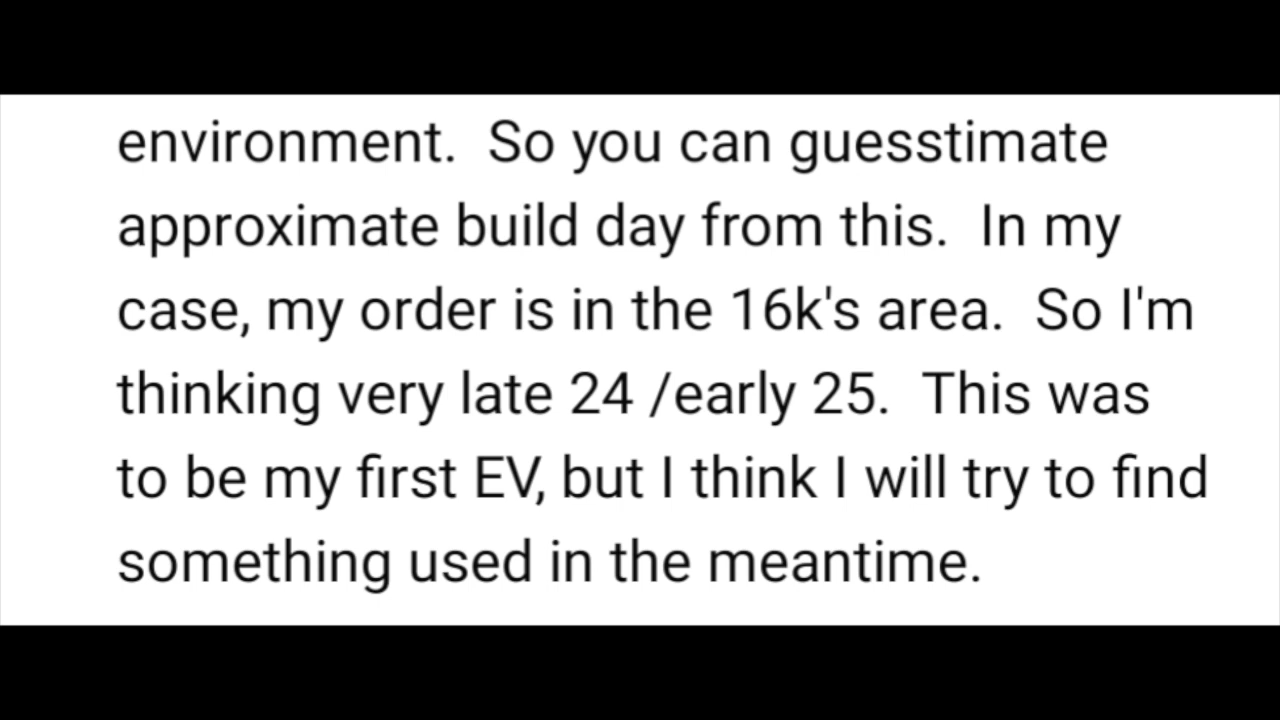 environment.  So you can guesstimate
approximate build day from this.  In my
case, my order is in the 16k's area.  So I'm
thinking very late 24 /early 25.  This was
to be my first EV, but I think I will try to find
something used in the meantime.